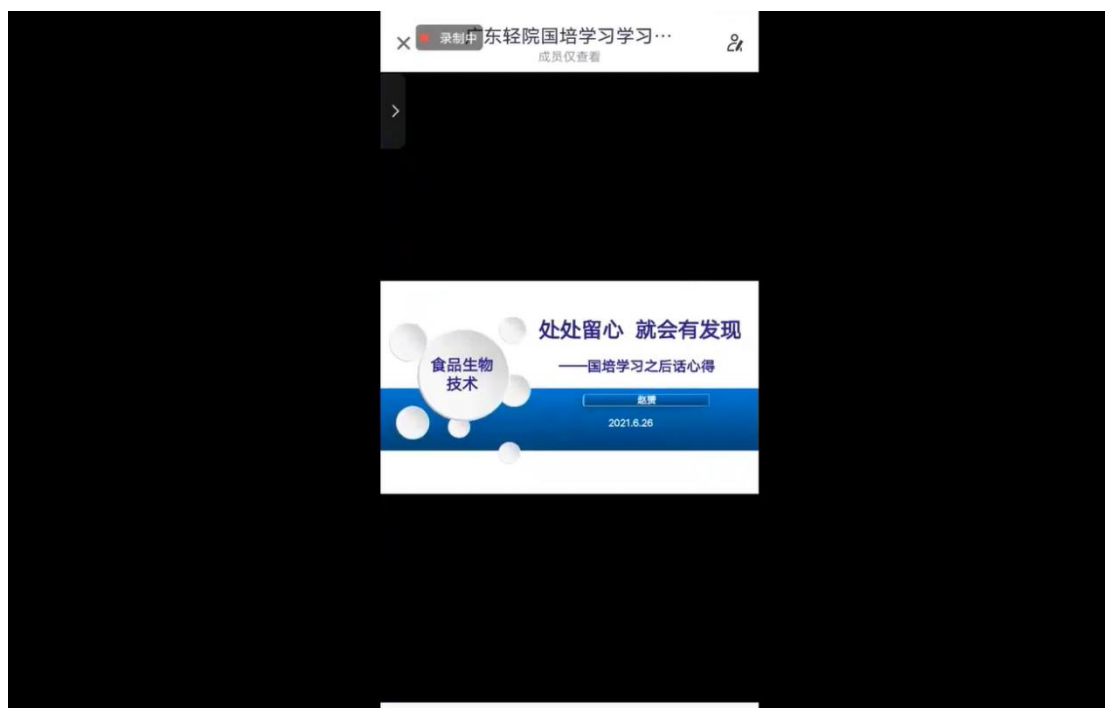 录制中
广东轻院国培学习学习…
成员仅查看
处处留心 就会有发现
——国培学习之后话心得
食品生物
技术
赵赟
2021.6.26